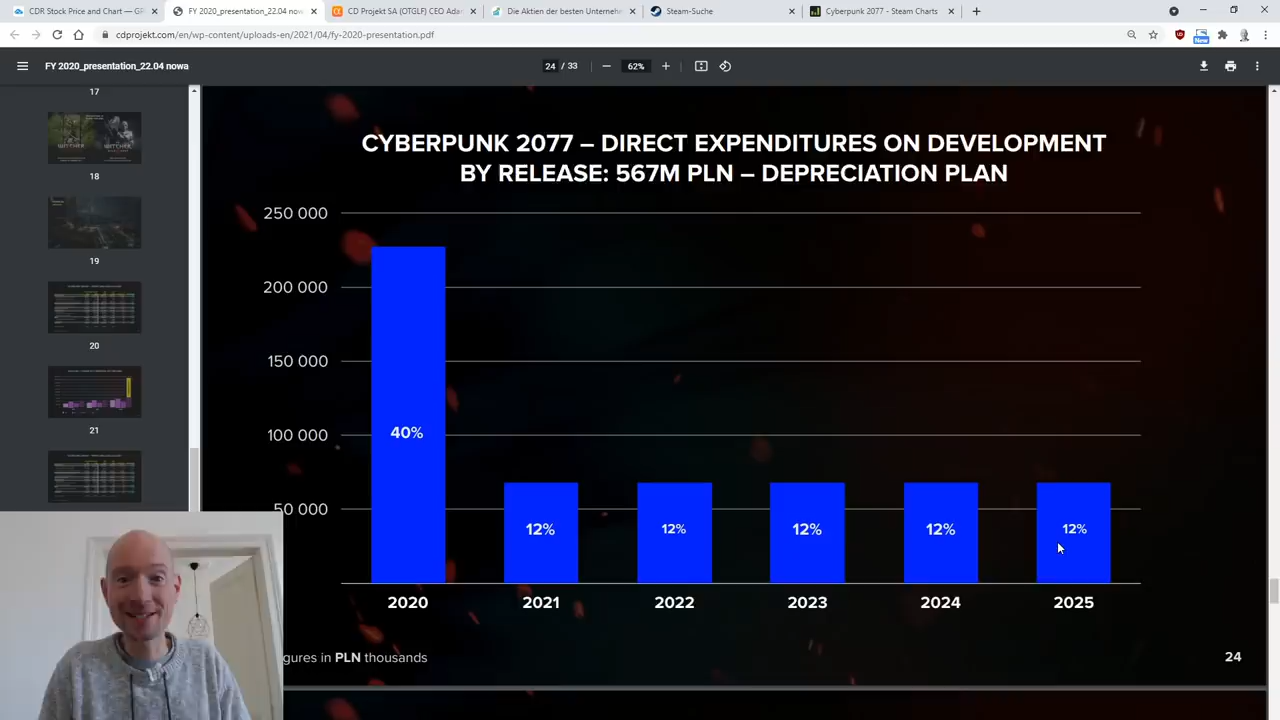 CDR Stock Price and Chart — GP
FY 2020_presentation_22.04 nowa
CD Projekt SA (OTGLF) CEO Adam
Die Aktien der besten Unternehm
Steam-Suche
Cyberpunk 2077 - Steam Charts
cdprojekt.com/en/wp-content/uploads-en/2021/04/fy-2020-presentation.pdf
New
FY 2020_presentation_22.04 nowa
24 / 33
62%
17
18
19
20
21
CYBERPUNK 2077 – DIRECT EXPENDITURES ON DEVELOPMENT
BY RELEASE: 567M PLN – DEPRECIATION PLAN
250 000
200 000
150 000
100 000
50 000
40%
12%
12%
12%
12%
12%
2020
2021
2022
2023
2024
2025
gures in PLN thousands
24